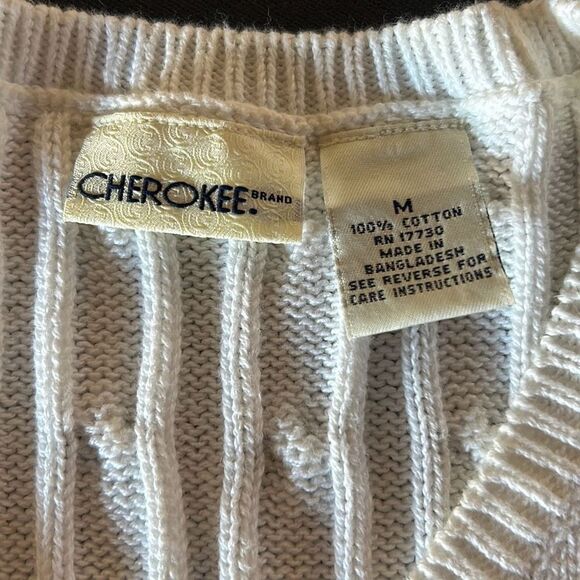 CHEROKEE. BRAND
M
100% COTTON
RN 17730
MADE IN
BANGLADESH
SEE REVERSE FOR
CARE INSTRUCTIONS